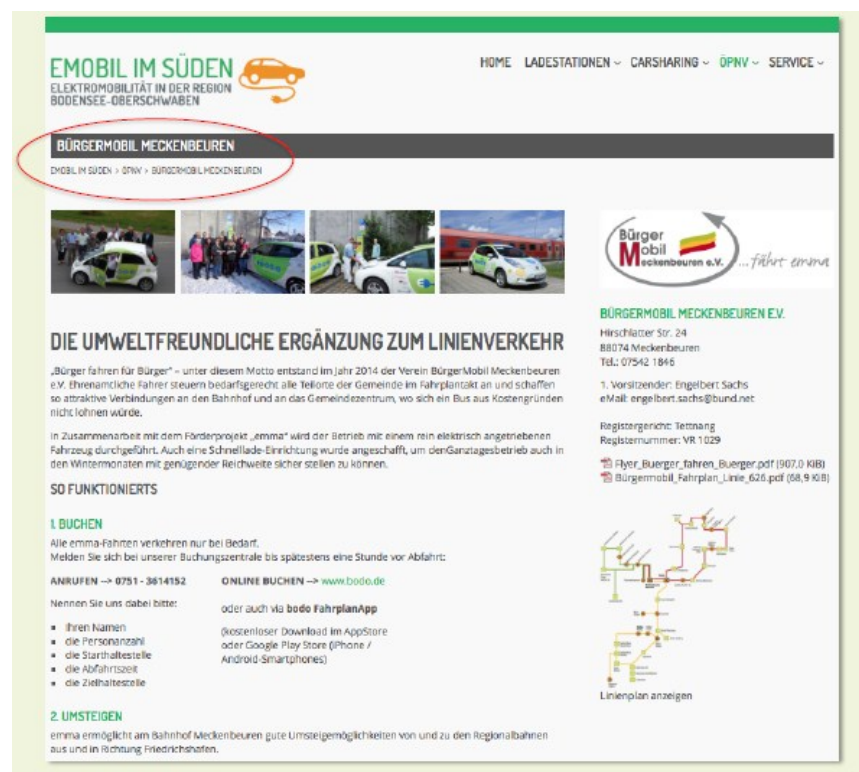 EMOBIL IM SÜDEN
ELEKTROMOBILITÄT IN DER REGION
BODENSEE-OBERSCHWABEN
HOME LADESTATIONEN CARSHARING ÖPNV SERVICE
BÜRGERMOBIL MECKENBEUREN
EMOBIL IM SÜDEN > ÖPNV > BÜRGERMOBIL MECKENBEUREN
Bürger
Mobil
Meckenbeuren e.V.
...fährt emma
DIE UMWELTFREUNDLICHE ERGÄNZUNG ZUM LINIENVERKEHR
„Bürger fahren für Bürger“ – unter diesem Motto entstand im Jahr 2014 der Verein BürgerMobil Meckenbeuren
e.V. Ehrenamtliche Fahrer steuern bedarfsgerecht alle Teilorte der Gemeinde im Fahrplantakt an und schaffen
so attraktive Verbindungen an den Bahnhof und an das Gemeindezentrum, wo sich ein Bus aus Kostengründen
nicht lohnen würde.
In Zusammenarbeit mit dem Förderprojekt „emma“ wird der Betrieb mit einem rein elektrisch angetriebenen
Fahrzeug durchgeführt. Auch eine Schnelllade-Einrichtung wurde angeschafft, um denGanztagesbetrieb auch in
den Wintermonaten mit genügender Reichweite sicher stellen zu können.
SO FUNKTIONIERTS
1. BUCHEN
Alle emma-Fahrten verkehren nur bei Bedarf.
Melden Sie sich bei unserer Buchungszentrale bis spätestens eine Stunde vor Abfahrt:
ANRUFEN —> 0751 - 3614152
Nennen Sie uns dabei bitte:
Ihren Namen
die Personanzahl
die Starthaltestelle
die Abfahrtszeit
die Zielhaltestelle
ONLINE BUCHEN —> www.bodo.de
oder auch via bodo FahrplanApp
(kostenloser Download im AppStore
oder Google Play Store (iPhone /
Android-Smartphones)
2. UMSTEIGEN
emma ermöglicht am Bahnhof Meckenbeuren gute Umsteigemöglichkeiten von und zu den Regionalbahnen
aus und in Richtung Friedrichshafen.
BÜRGERMOBIL MECKENBEUREN E.V.
Hirschlatter Str. 24
88074 Meckenbeuren
Tel.: 07542 1846
1. Vorsitzender: Engelbert Sachs
eMail: engelbert.sachs@bund.net
Registergericht: Tettnang
Registernummer: VR 1029
Flyer_Buerger_fahren_Buerger.pdf (907,0 KiB)
Bürgermobil_Fahrplan_Linie_626.pdf (68,9 KiB)
Linienplan anzeigen